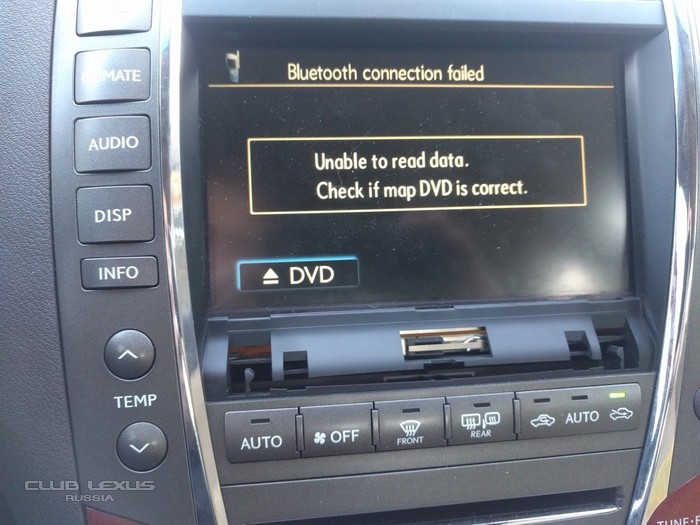 Bluetooth connection failed
Unable to read data.
Check if map DVD is correct.
DVD
AUDIO
DISP
INFO
TEMP
AUTO
OFF
FRONT
REAR
AUTO
CLUB LEXUS
RUSSIA